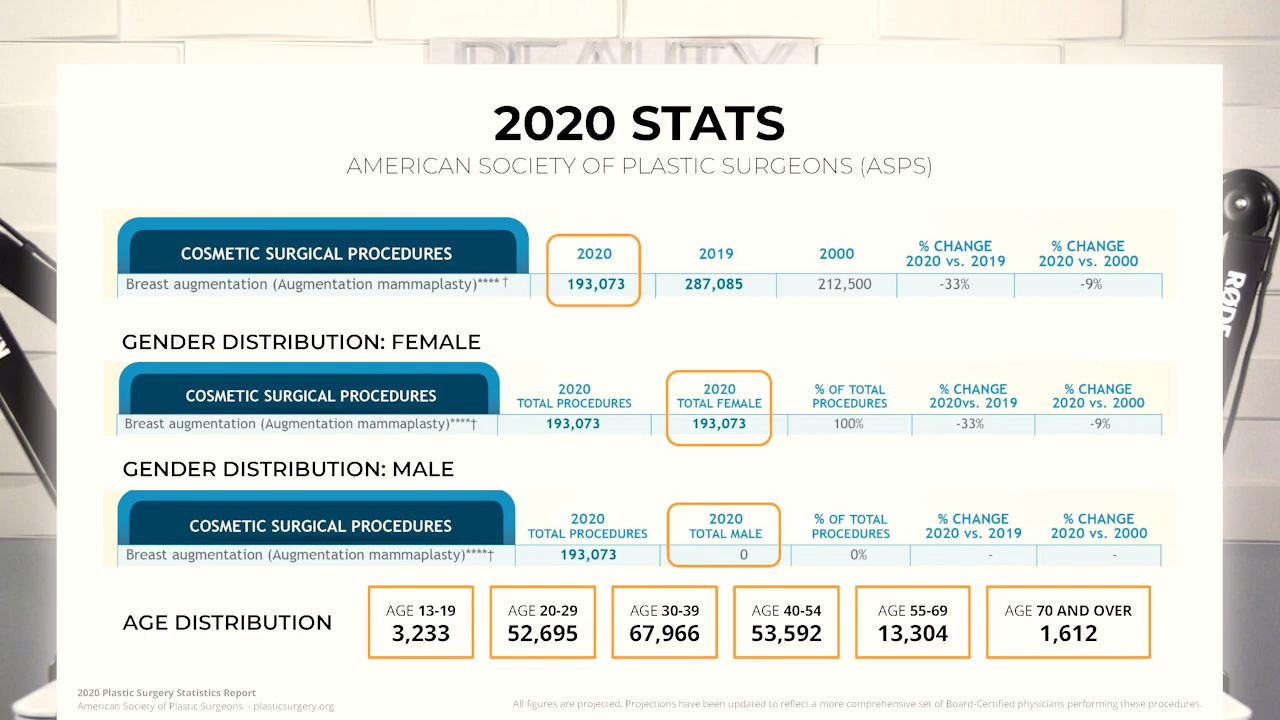 BEAUTY
2020 STATS
AMERICAN SOCIETY OF PLASTIC SURGEONS (ASPS)
COSMETIC SURGICAL PROCEDURES 2020 2019 2000 % CHANGE 2020 vs. 2019 % CHANGE 2020 vs. 2000
Breast augmentation (Augmentation mammaplasty)**** † 193,073 287,085 212,500 -33% -9%
GENDER DISTRIBUTION: FEMALE
COSMETIC SURGICAL PROCEDURES 2020 TOTAL PROCEDURES 2020 TOTAL FEMALE % OF TOTAL PROCEDURES % CHANGE 2020vs. 2019 % CHANGE 2020 vs. 2000
Breast augmentation (Augmentation mammaplasty)****† 193,073 193,073 100% -33% -9%
GENDER DISTRIBUTION: MALE
COSMETIC SURGICAL PROCEDURES 2020 TOTAL PROCEDURES 2020 TOTAL MALE % OF TOTAL PROCEDURES % CHANGE 2020 vs. 2019 % CHANGE 2020 vs. 2000
Breast augmentation (Augmentation mammaplasty)****† 193,073 0 0% - -
AGE DISTRIBUTION
AGE 13-19
3,233
AGE 20-29
52,695
AGE 30-39
67,966
AGE 40-54
53,592
AGE 55-69
13,304
AGE 70 AND OVER
1,612
RØDE
2020 Plastic Surgery Statistics Report
American Society of Plastic Surgeons - plasticsurgery.org
All figures are projected. Projections have been updated to reflect a more comprehensive set of Board-Certified physicians performing these procedures.